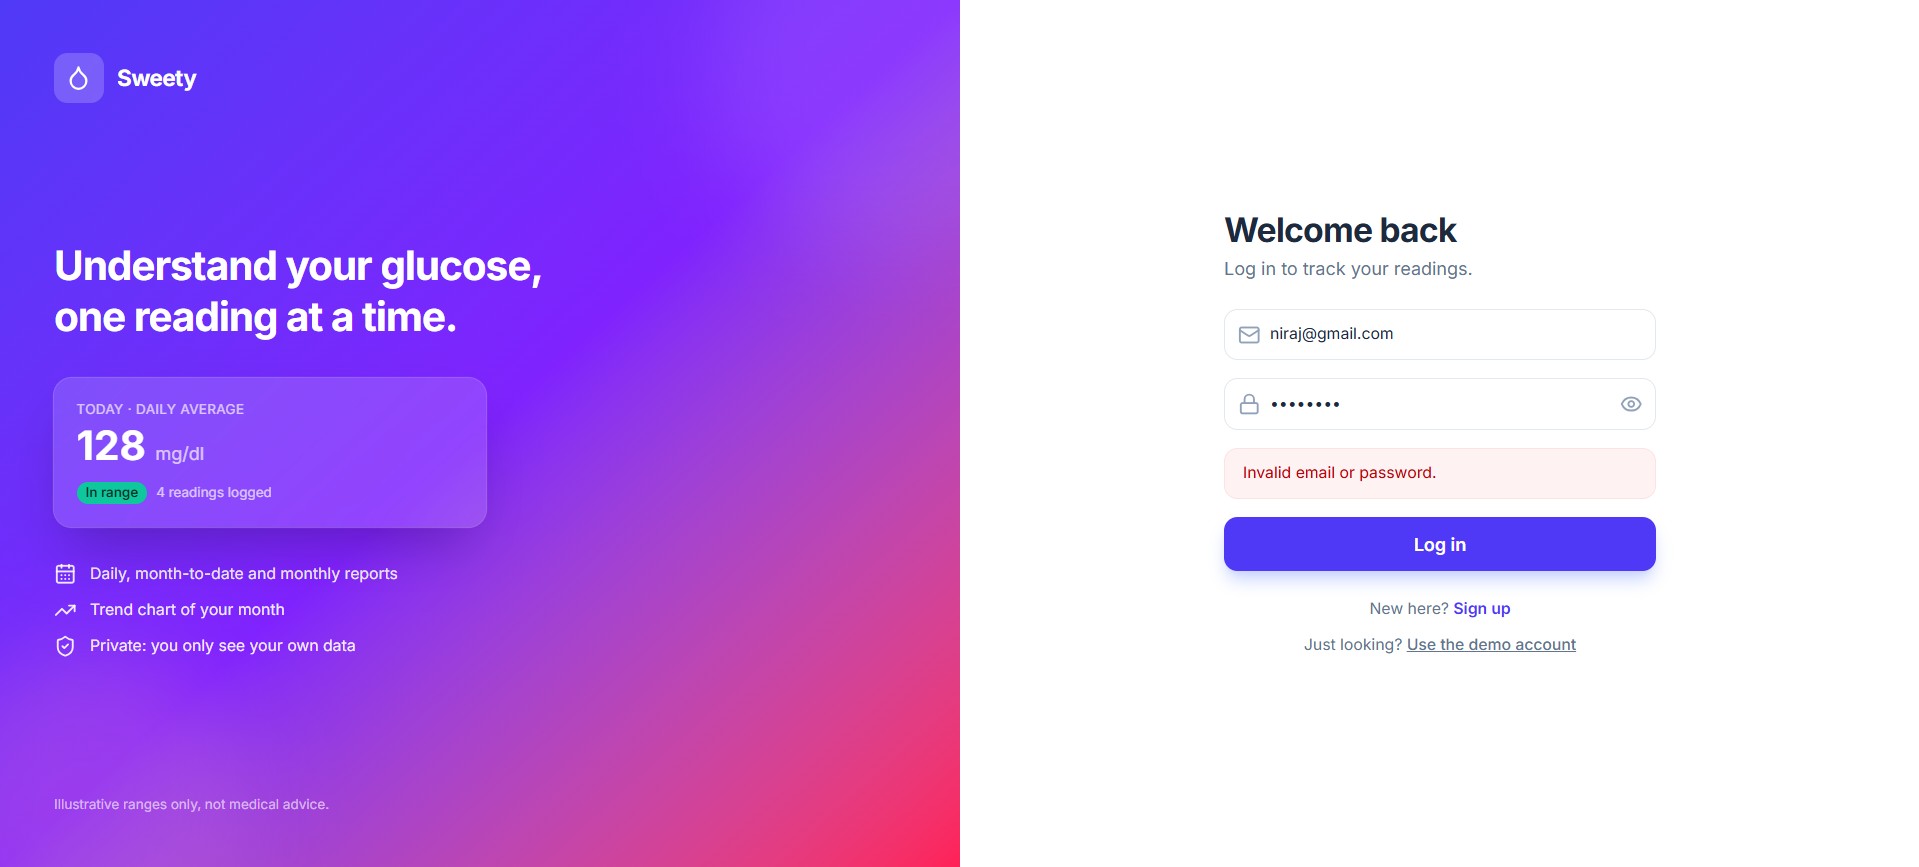 Sweety
Understand your glucose,
one reading at a time.
TODAY · DAILY AVERAGE
128 mg/dl
In range 4 readings logged
Daily, month-to-date and monthly reports
Trend chart of your month
Private: you only see your own data
Illustrative ranges only, not medical advice.
Welcome back
Log in to track your readings.
niraj@gmail.com
••••••••
Invalid email or password.
Log in
New here? Sign up
Just looking? Use the demo account